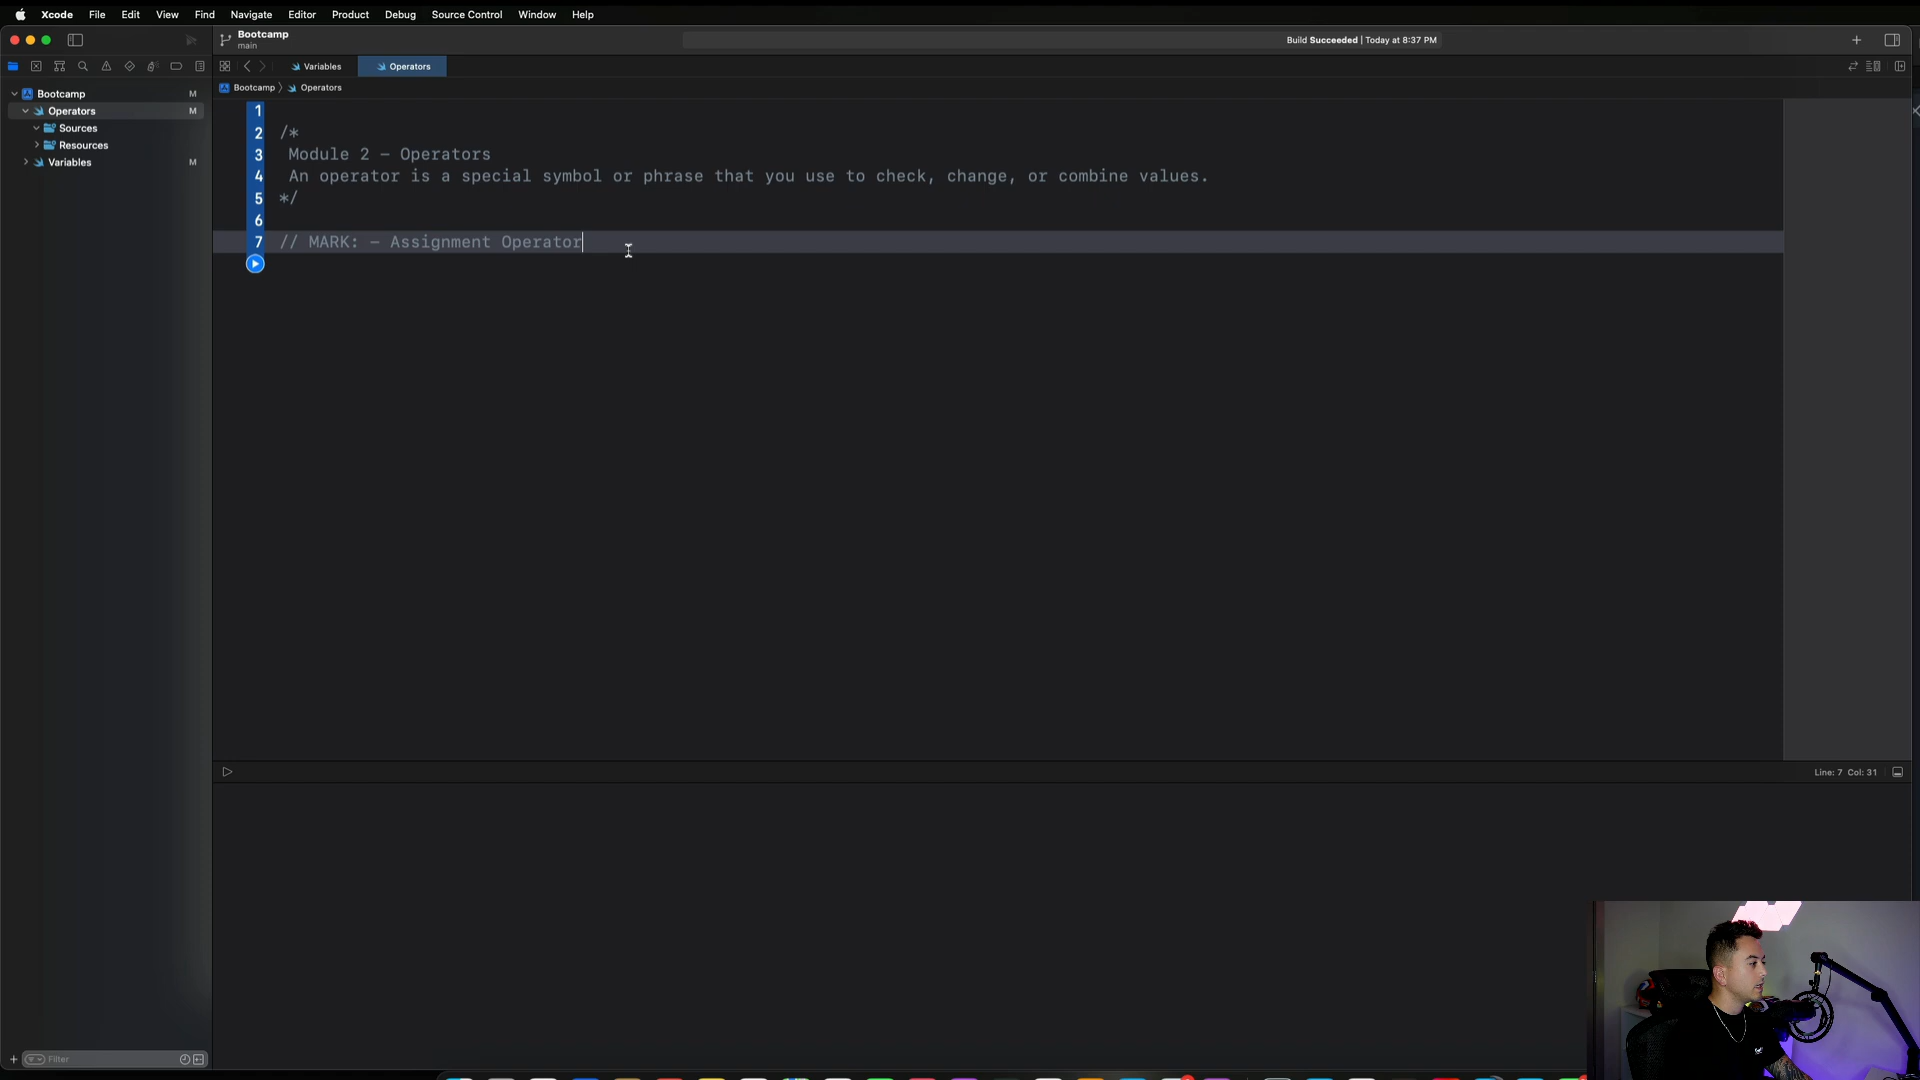 Xcode File Edit View Find Navigate Editor Product Debug Source Control Window Help
Bootcamp
main
Build Succeeded | Today at 8:37 PM
Variables Operators
Bootcamp Operators
Bootcamp M
Operators M
Sources
Resources
Variables M
1
2 /*
3 Module 2 – Operators
4 An operator is a special symbol or phrase that you use to check, change, or combine values.
5 */
6
7 // MARK: – Assignment Operator
Line: 7 Col: 31
Filter